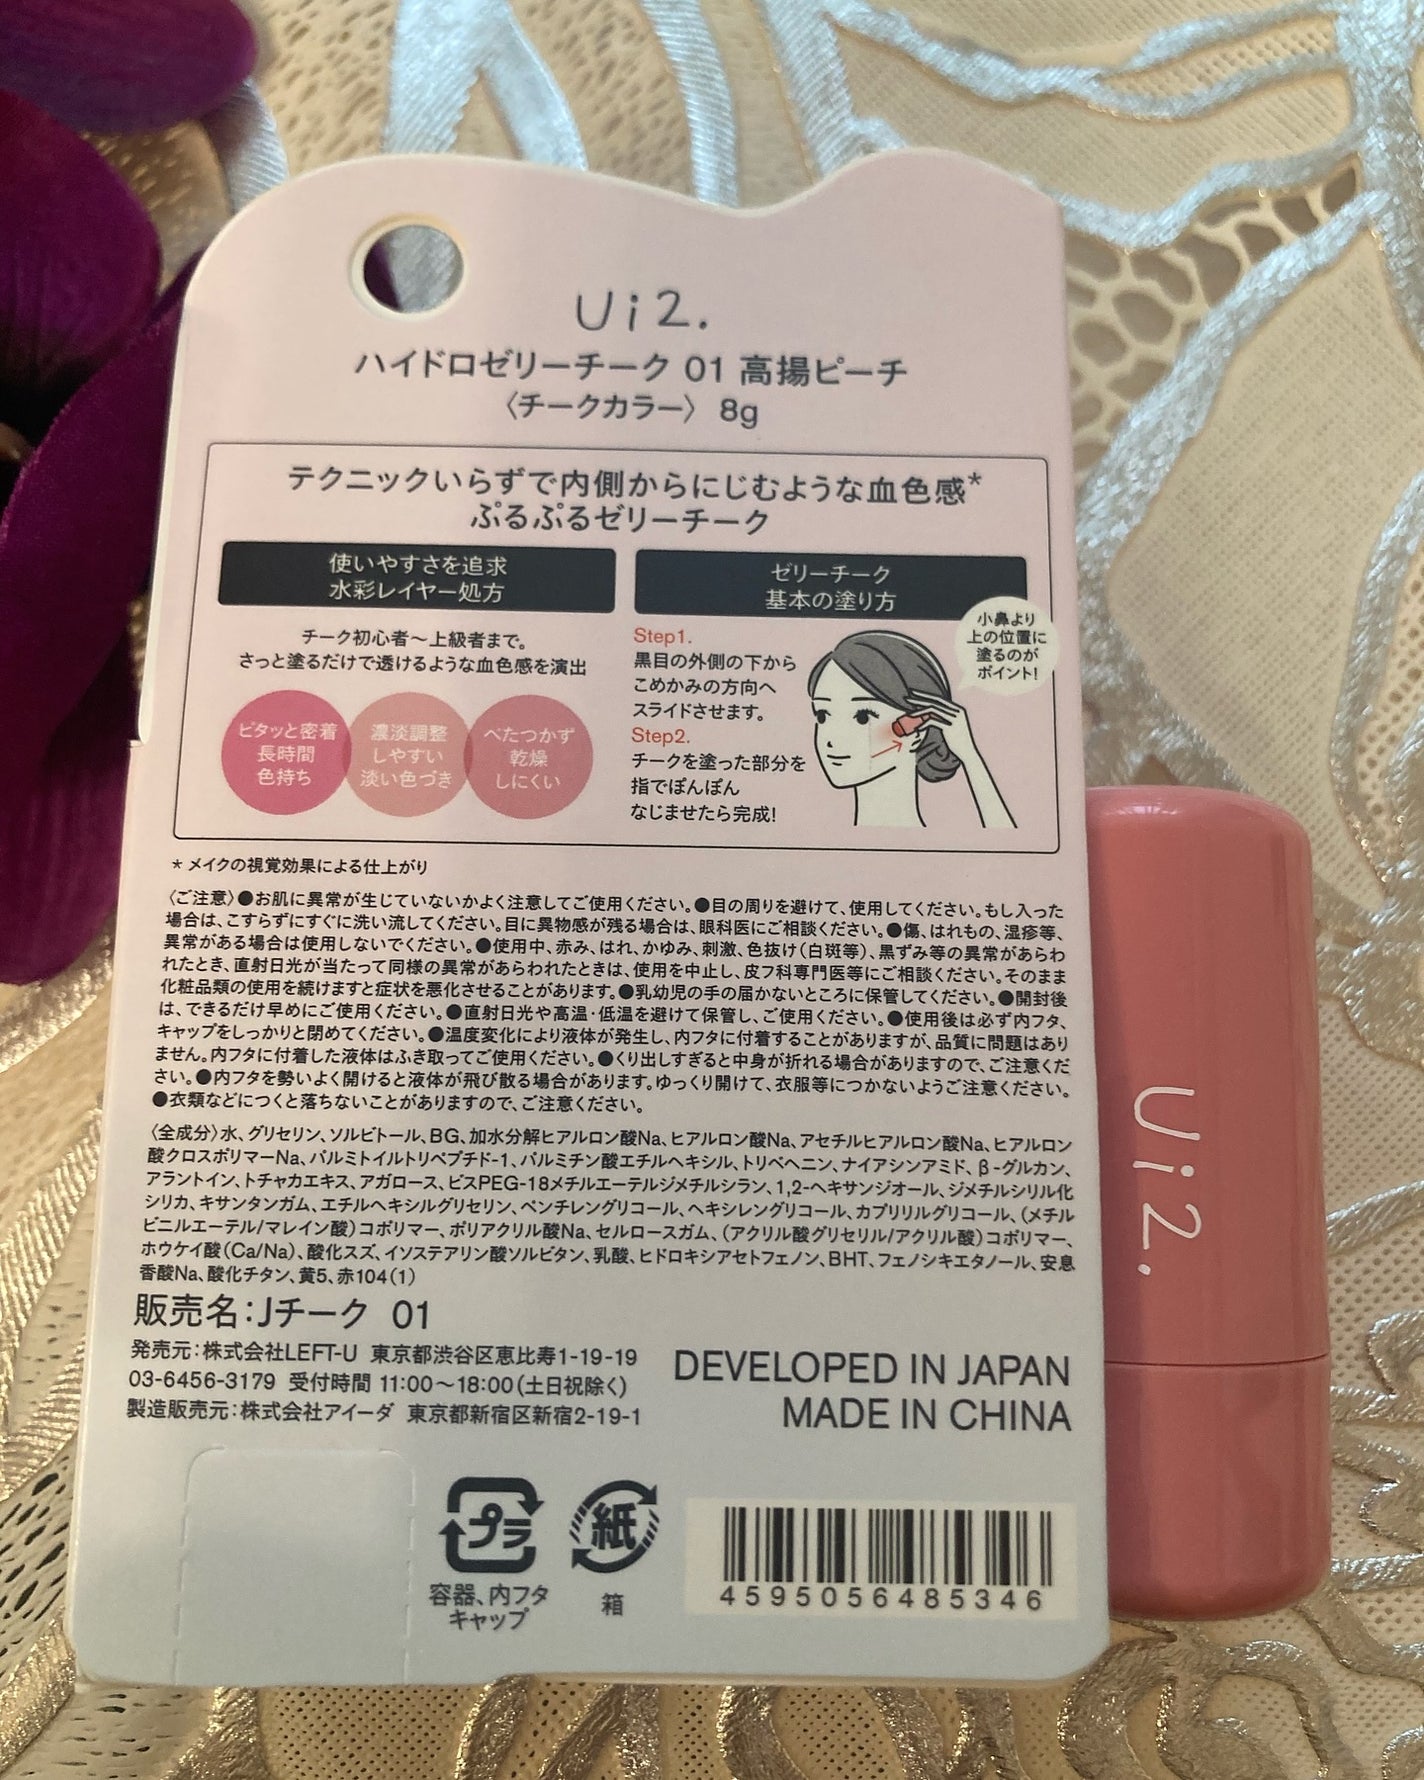 Ui2.
ハイドロゼリーチーク 01 高揚ピーチ
〈チークカラー〉 8g
テクニックいらずで内側からにじむような血色感*
ぷるぷるゼリーチーク
使いやすさを追求
水彩レイヤー処方
チーク初心者〜上級者まで。
さっと塗るだけで透けるような血色感を演出
ピタッと密着
長時間
色持ち
濃淡調整
しやすい
淡い色づき
べたつかず
乾燥
しにくい
ゼリーチーク
基本の塗り方
Step1.
黒目の外側の下から
こめかみの方向へ
スライドさせます。
Step2.
チークを塗った部分を
指でぽんぽん
なじませたら完成!
小鼻より
上の位置に
塗るのが
ポイント!
* メイクの視覚効果による仕上がり
〈ご注意〉●お肌に異常が生じていないかよく注意してご使用ください。●目の周りを避けて、使用してください。もし入った
場合は、こすらずにすぐに洗い流してください。目に異物感が残る場合は、眼科医にご相談ください。●傷、はれもの、湿疹等、
異常がある場合は使用しないでください。●使用中、赤み、はれ、かゆみ、刺激、色抜け(白斑等)、黒ずみ等の異常があらわ
れたとき、直射日光が当たって同様の異常があらわれたときは、使用を中止し、皮フ科専門医等にご相談ください。そのまま
化粧品類の使用を続けますと症状を悪化させることがあります。●乳幼児の手の届かないところに保管してください。●開封後
は、できるだけ早めにご使用ください。●直射日光や高温・低温を避けて保管し、ご使用ください。●使用後は必ず内フタ、
キャップをしっかりと閉めてください。●温度変化により液体が発生し、内フタに付着することがありますが、品質に問題はあり
ません。内フタに付着した液体はふき取ってご使用ください。●くり出しすぎると中身が折れる場合がありますので、ご注意くだ
さい。●内フタを勢いよく開けると液体が飛び散る場合があります。ゆっくり開けて、衣服等につかないようご注意ください。
●衣類などにつくと落ちないことがありますので、ご注意ください。
〈全成分〉水、グリセリン、ソルビトール、BG、加水分解ヒアルロン酸Na、ヒアルロン酸Na、アセチルヒアルロン酸Na、ヒアルロン
酸クロスポリマーNa、パルミトイルトリペプチド-1、パルミチン酸エチルヘキシル、トリベヘニン、ナイアシンアミド、β-グルカン、
アラントイン、トチャカエキス、アガロース、ビスPEG-18メチルエーテルジメチルシラン、1,2-ヘキサンジオール、ジメチルシリル化
シリカ、キサンタンガム、エチルヘキシルグリセリン、ペンチレングリコール、ヘキシレングリコール、カプリリルグリコール、(メチル
ビニルエーテル/マレイン酸)コポリマー、ポリアクリル酸Na、セルロースガム、(アクリル酸グリセリル/アクリル酸)コポリマー、
ホウケイ酸(Ca/Na)、酸化スズ、イソステアリン酸ソルビタン、乳酸、ヒドロキシアセトフェノン、BHT、フェノシキエタノール、安息
香酸Na、酸化チタン、黄5、赤104(1)
販売名:Jチーク 01
発売元:株式会社LEFT-U 東京都渋谷区恵比寿1-19-19
03-6456-3179 受付時間 11:00〜18:00(土日祝除く)
製造販売元:株式会社アイーダ 東京都新宿区新宿2-19-1
DEVELOPED IN JAPAN
MADE IN CHINA
プラ
容器、内フタ
キャップ
紙
箱
4595056485346
Ui2.